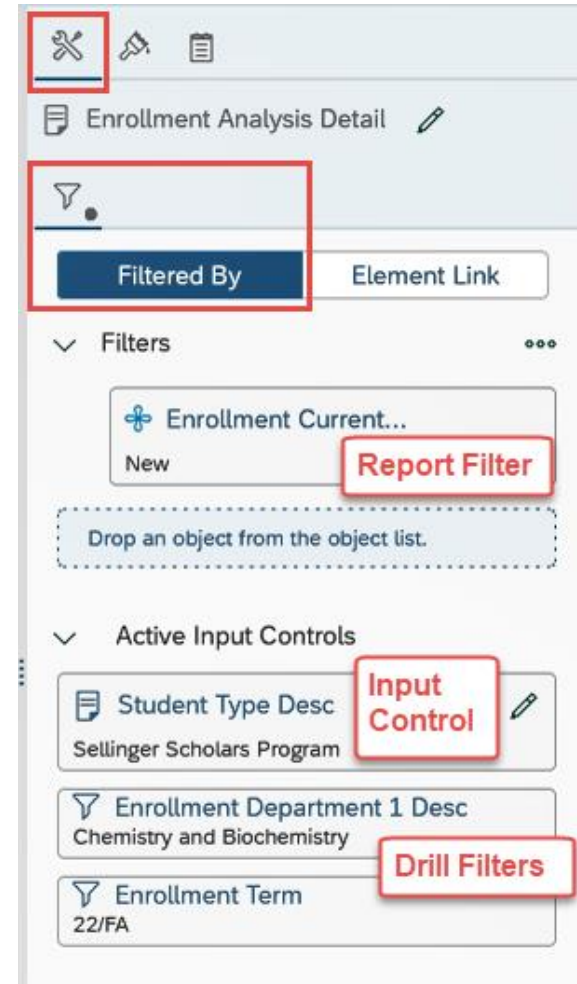 Enrollment Analysis Detail
Filtered By
Element Link
Filters
Enrollment Current...
New
Report Filter
Drop an object from the object list.
Active Input Controls
Student Type Desc
Sellinger Scholars Program
Input
Control
Enrollment Department 1 Desc
Chemistry and Biochemistry
Drill Filters
Enrollment Term
22/FA